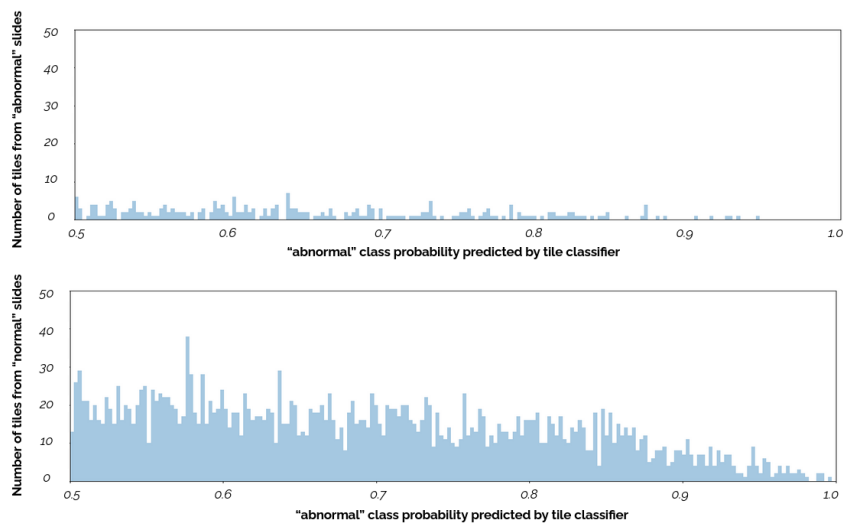 Number of tiles from “abnormal” slides
50
40
30
20
10
0
0.5 0.6 0.7 0.8 0.9 1.0
“abnormal” class probability predicted by tile classifier
Number of tiles from “normal” slides
50
40
30
20
10
0
0.5 0.6 0.7 0.8 0.9 1.0
“abnormal” class probability predicted by tile classifier